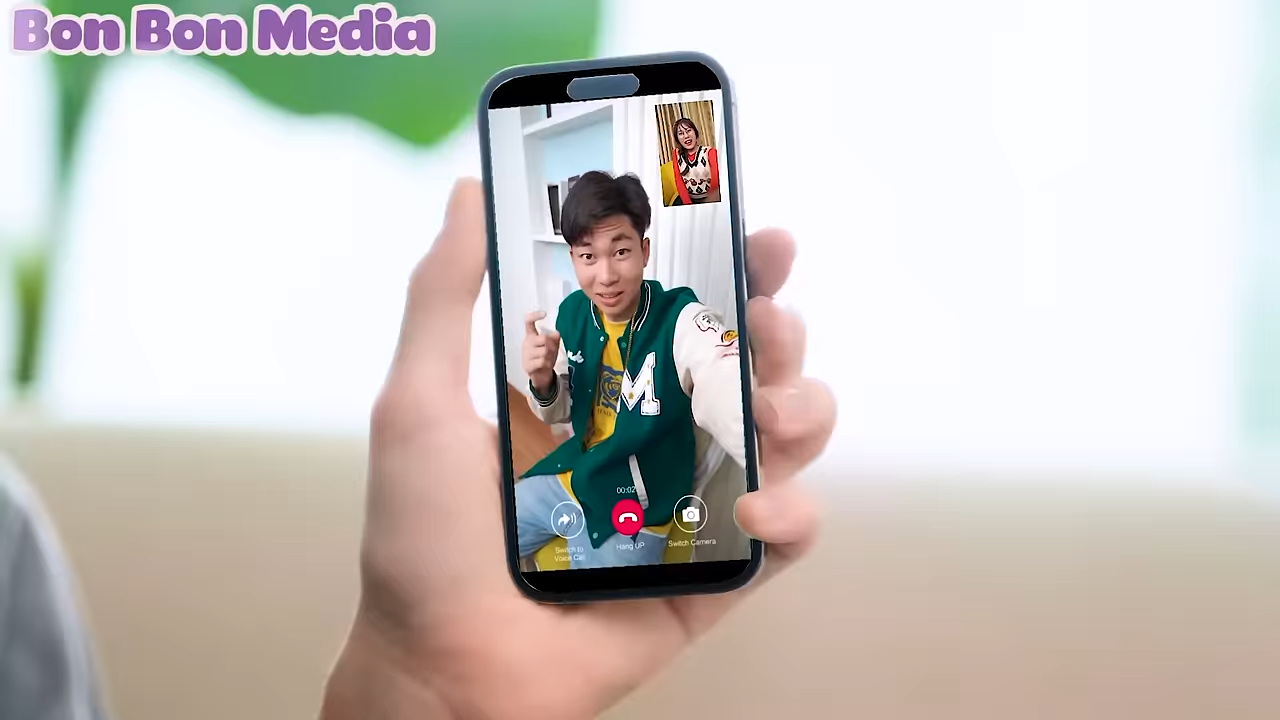 Bon Bon Media
M
00:02
Switch to
Voice Call
Hang UP
Switch Camera